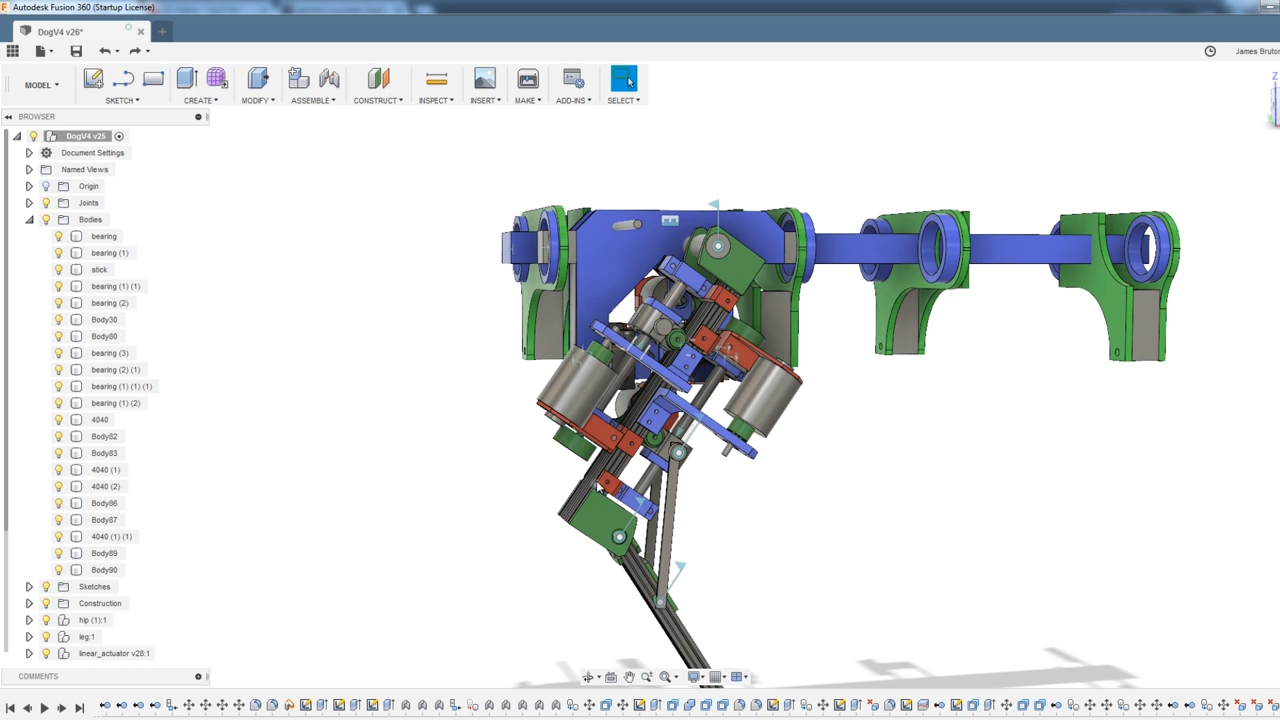 Autodesk Fusion 360 (Startup License)
DogV4 v26*
James Bruton
MODEL
SKETCH
CREATE
MODIFY
ASSEMBLE
CONSTRUCT
INSPECT
INSERT
MAKE
ADD-INS
SELECT
Z
BROWSER
DogV4 v25
Document Settings
Named Views
Origin
Joints
Bodies
bearing
bearing (1)
stick
bearing (1) (1)
bearing (2)
Body30
Body80
bearing (3)
bearing (2) (1)
bearing (1) (1) (1)
bearing (1) (2)
4040
Body82
Body83
4040 (1)
4040 (2)
Body86
Body87
4040 (1) (1)
Body89
Body90
Sketches
Construction
hip (1):1
leg:1
linear_actuator v28:1
COMMENTS